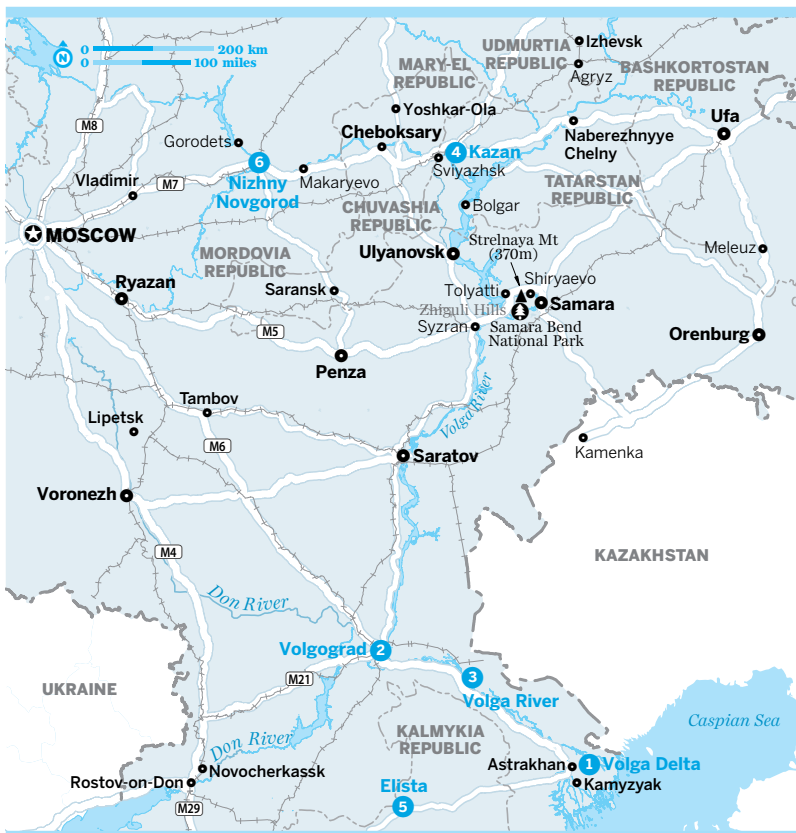 0 200 km
N
0 100 miles
Izhevsk
UDMURTIA
REPUBLIC
MARY-EL
REPUBLIC
Agryz
BASHKORTOSTAN
REPUBLIC
Yoshkar-Ola
Ufa
M8
Gorodets
Cheboksary
Naberezhnyye
Chelny
4 Kazan
Sviyazhsk
6
Nizhny
Novgorod
Makaryevo
Vladimir
M7
TATARSTAN
REPUBLIC
CHUVASHIA
REPUBLIC
Bolgar
MOSCOW
Strelnaya Mt
(370m)
Meleuz
MORDOVIA
REPUBLIC
Ulyanovsk
Ryazan
Saransk
Tolyatti
Shiryaevo
Samara
Zhiguli Hills
M5
Syzran
Samara Bend
National Park
Orenburg
Penza
Tambov
Volga River
Lipetsk
M6
Kamenka
Saratov
Voronezh
M4
KAZAKHSTAN
Don River
Volgograd 2
M21
3
Volga River
UKRAINE
Caspian Sea
KALMYKIA
REPUBLIC
Don River
Astrakhan
1 Volga Delta
Novocherkassk
Rostov-on-Don
Kamyzyak
Elista
5
M29